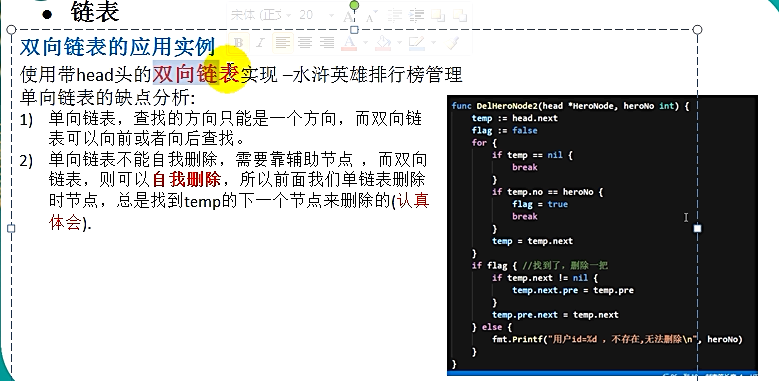 • 链表
双向链表的应用实例
使用带head头的双向链表实现 –水浒英雄排行榜管理
单向链表的缺点分析:
1) 单向链表，查找的方向只能是一个方向，而双向链
表可以向前或者向后查找。
2) 单向链表不能自我删除，需要靠辅助节点 ，而双向
链表，则可以自我删除，所以前面我们单链表删除
时节点，总是找到temp的下一个节点来删除的(认真
体会).
func DelHeroNode2(head *HeroNode, heroNo int) {
temp := head.next
flag := false
for {
if temp == nil {
break
}
if temp.no == heroNo {
flag = true
break
}
temp = temp.next
}
if flag { //找到了，删除一把
if temp.next != nil {
temp.next.pre = temp.pre
}
temp.pre.next = temp.next
} else {
fmt.Printf("用户id=%d ，不存在,无法删除\n", heroNo)
}
}